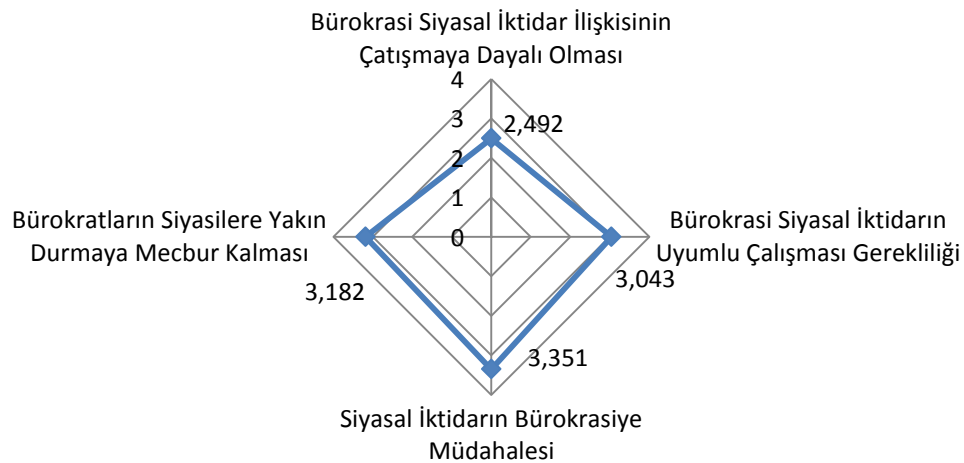 Bürokrasi Siyasal İktidar İlişkisinin
Çatışmaya Dayalı Olması
4
3
2,492
2
1
0
Bürokratların Siyasilere Yakın
Durmaya Mecbur Kalması
3,182
Bürokrasi Siyasal İktidarın
Uyumlu Çalışması Gerekliliği
3,043
3,351
Siyasal İktidarın Bürokrasiye
Müdahalesi